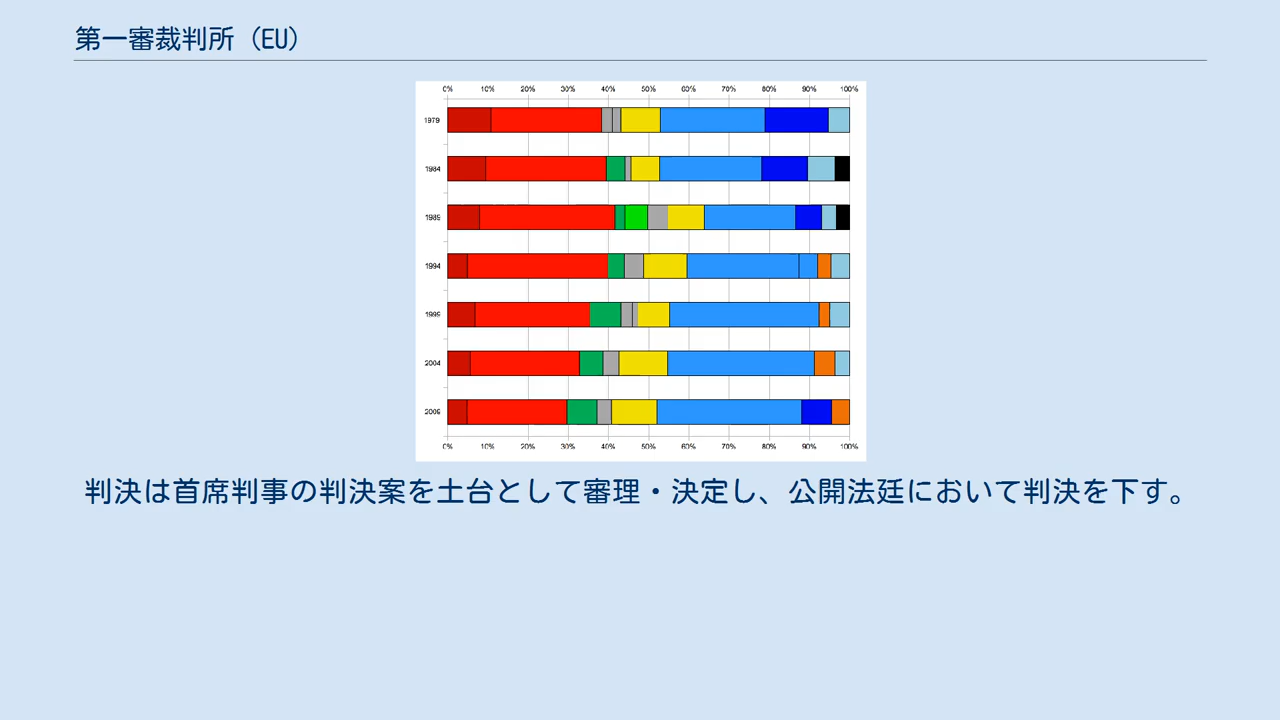 第一審裁判所（EU）
0% 10% 20% 30% 40% 50% 60% 70% 80% 90% 100%
1979
1984
1989
1994
1999
2004
2009
0% 10% 20% 30% 40% 50% 60% 70% 80% 90% 100%
判決は首席判事の判決案を土台として審理・決定し、公開法廷において判決を下す。